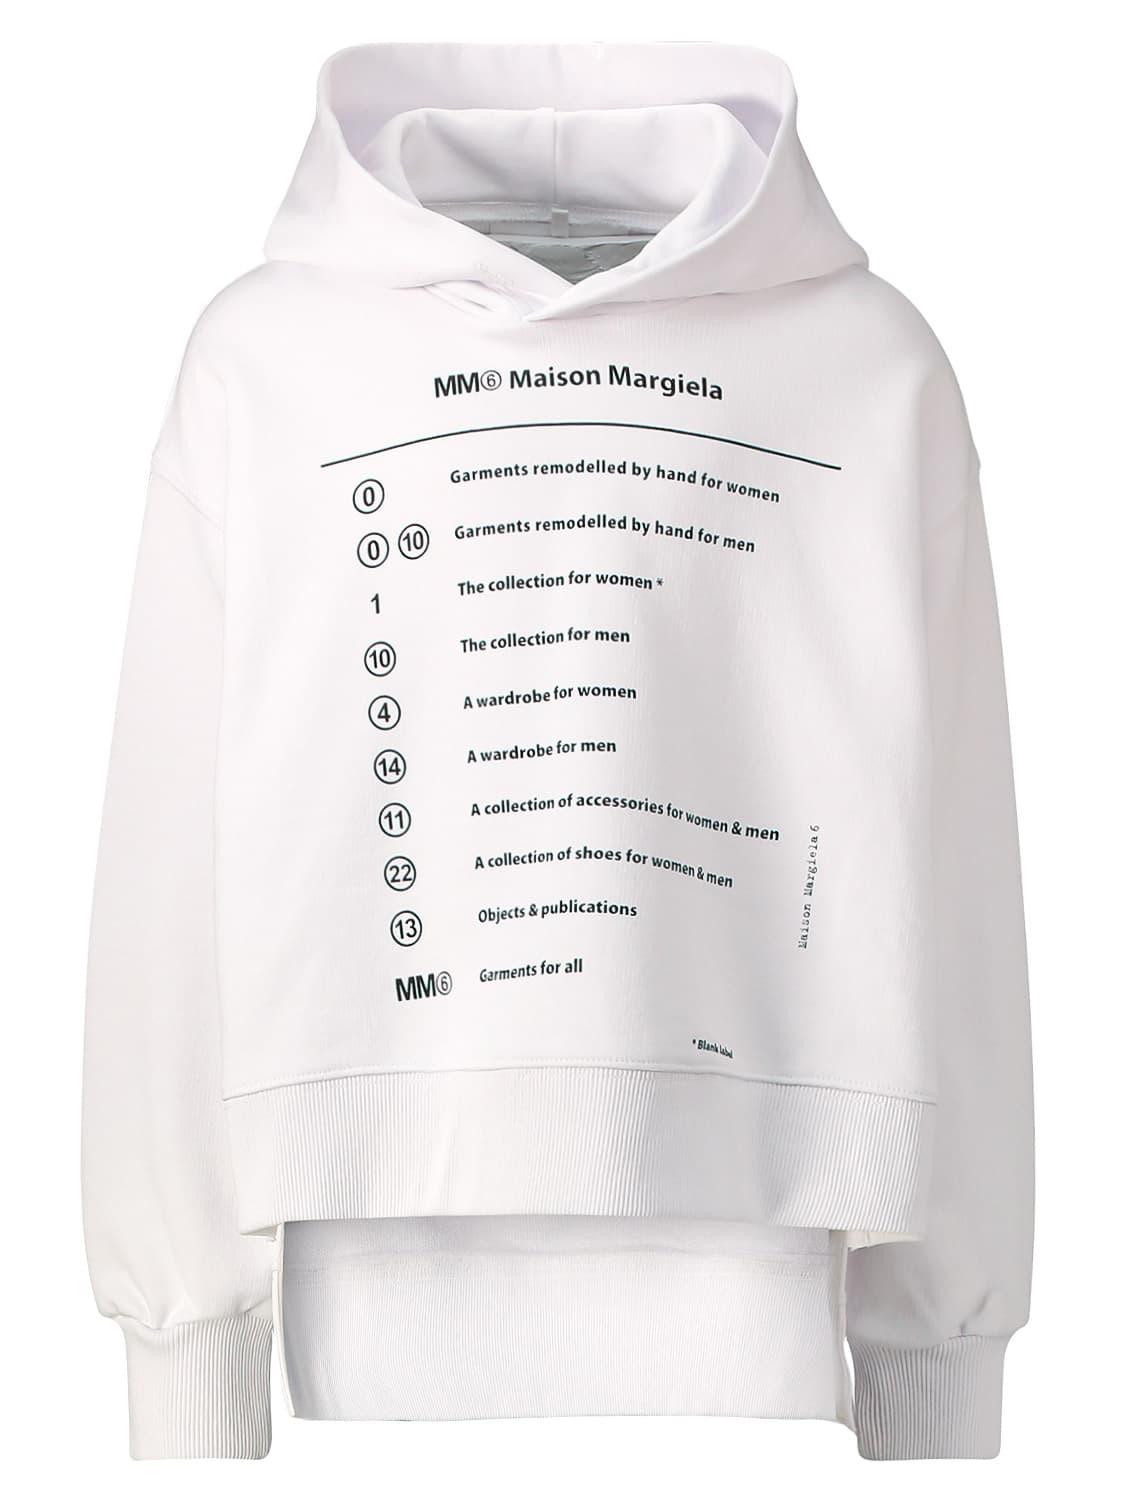 MM⑥ Maison Margiela
⓪ Garments remodelled by hand for women
⓪ ⑩ Garments remodelled by hand for men
1 The collection for women *
⑩ The collection for men
④ A wardrobe for women
⑭ A wardrobe for men
⑪ A collection of accessories for women & men
㉒ A collection of shoes for women & men
⑬ Objects & publications
MM⑥ Garments for all
* Blank label
Maison Margiela 6